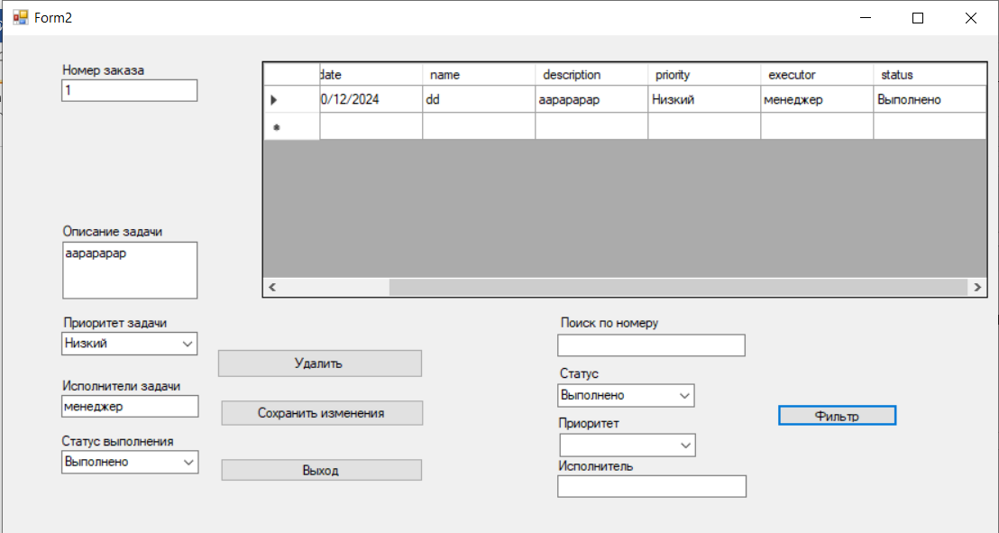 Form2
Номер заказа
1
date name description priority executor status
0/12/2024 dd аарарарар Низкий менеджер Выполнено
Описание задачи
аарарарар
Приоритет задачи
Низкий
Удалить
Исполнители задачи
менеджер
Сохранить изменения
Статус выполнения
Выполнено
Выход
Поиск по номеру
Статус
Выполнено
Фильтр
Приоритет
Исполнитель